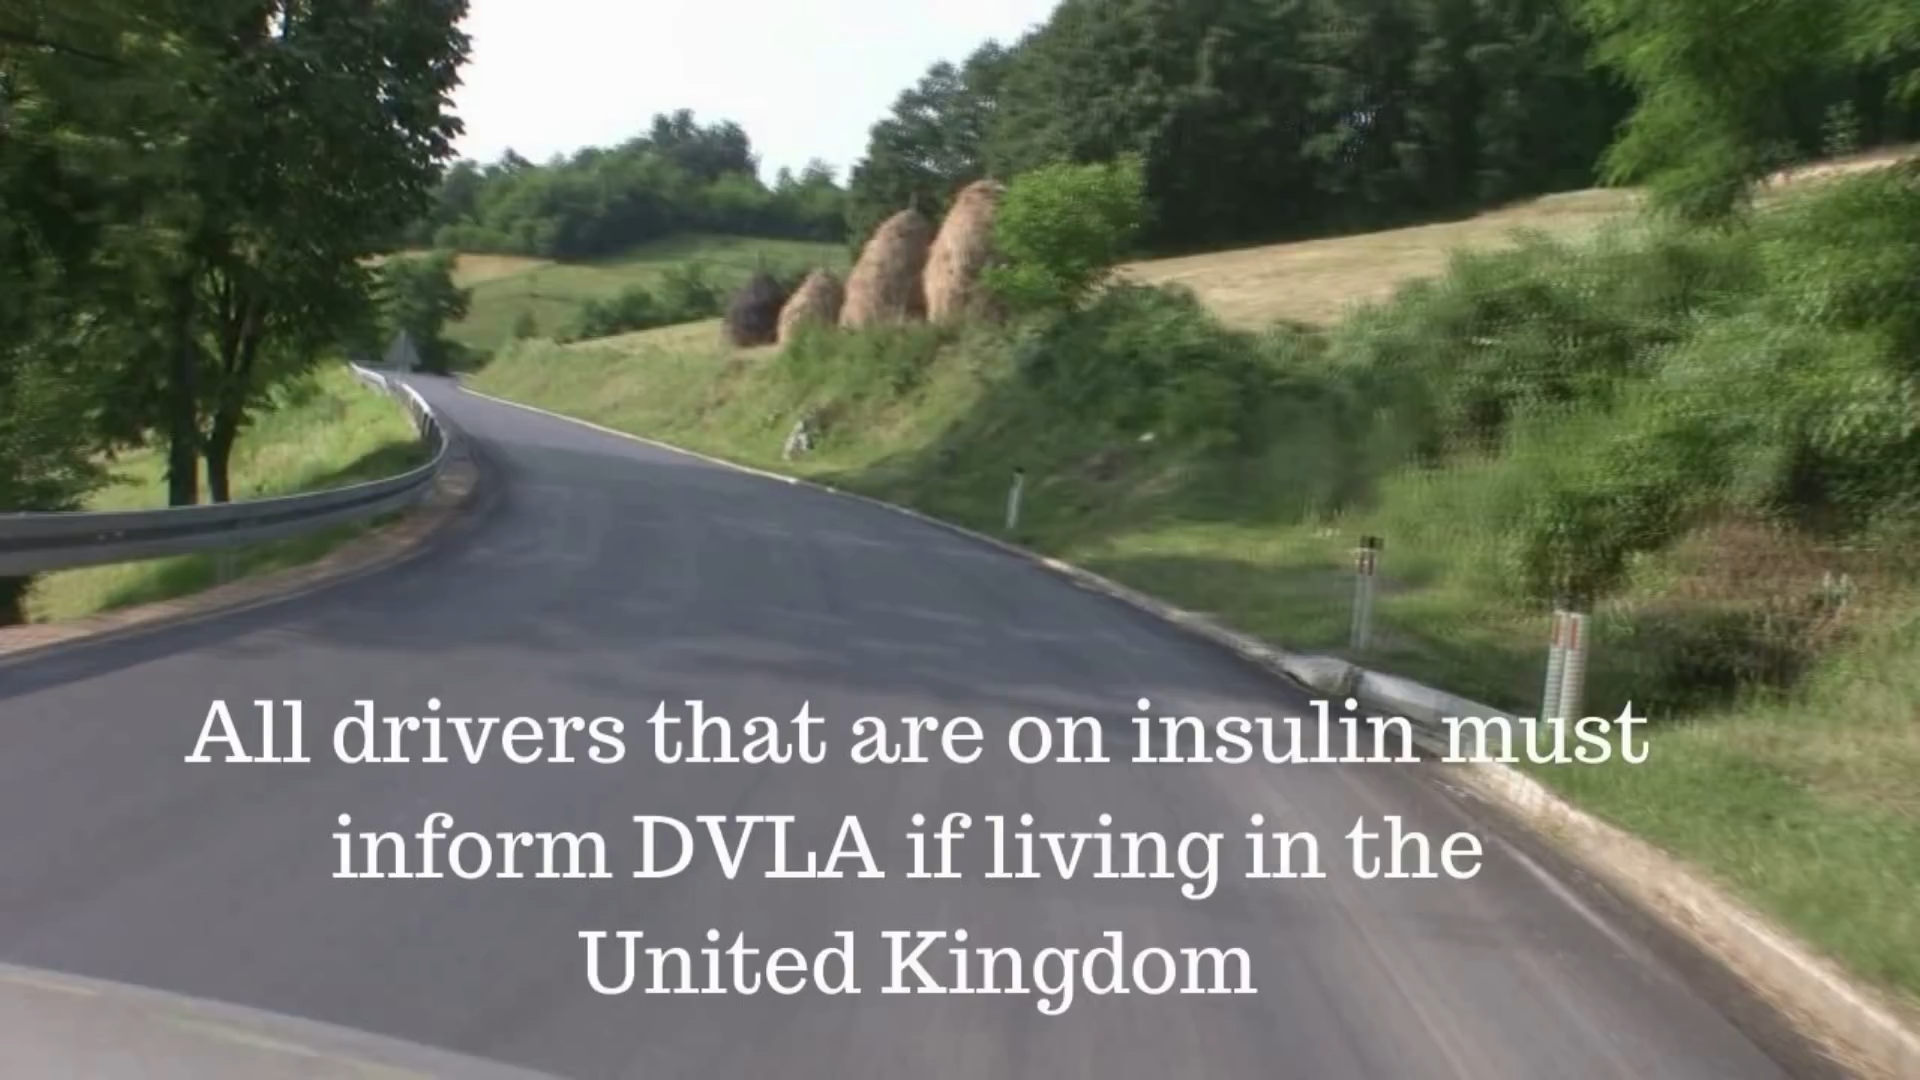 All drivers that are on insulin must
inform DVLA if living in the
United Kingdom